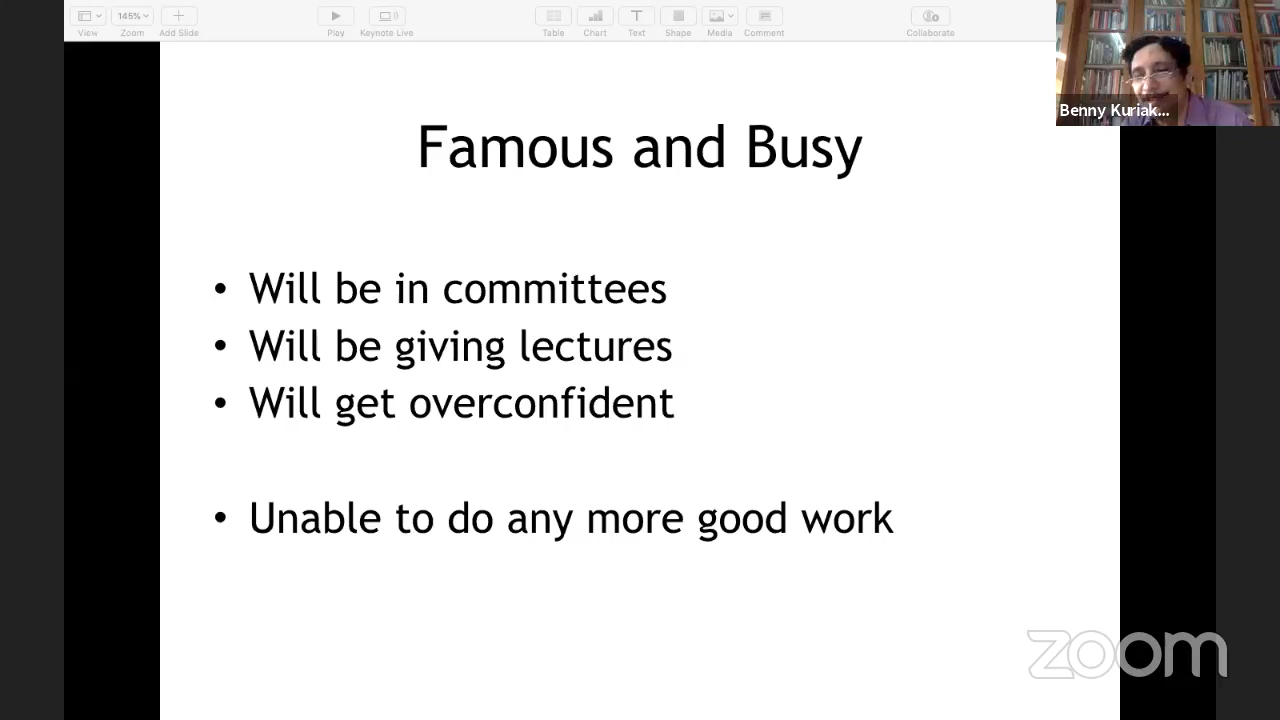 145%
View
Zoom
Add Slide
Play
Keynote Live
Table
Chart
Text
Shape
Media
Comment
Collaborate
Benny Kuriak...
Famous and Busy
• Will be in committees
• Will be giving lectures
• Will get overconfident
• Unable to do any more good work
zoom